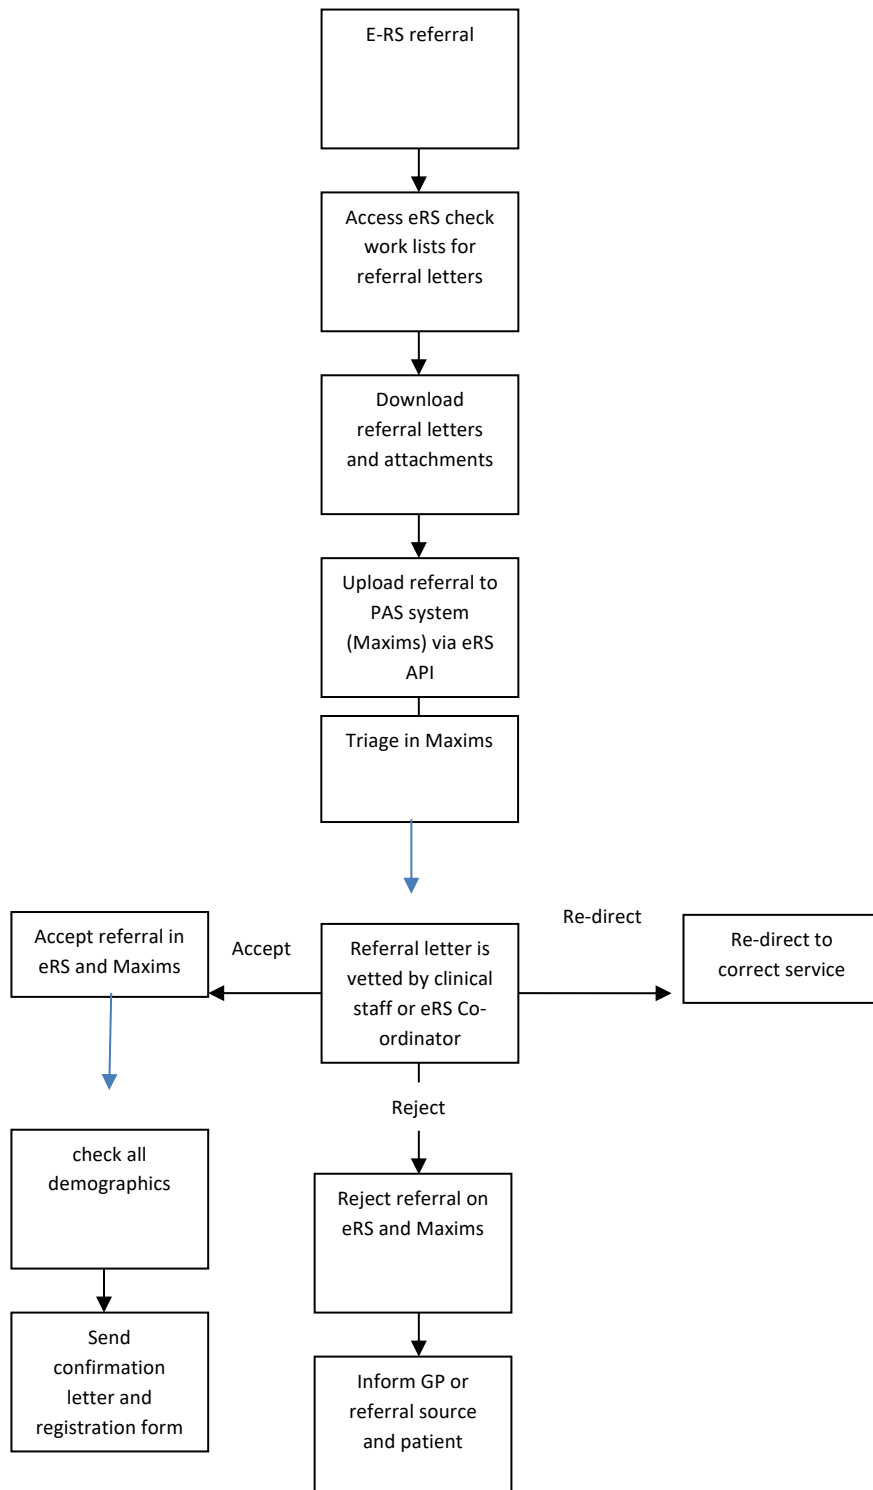 E-RS referral
Access eRS check
work lists for
referral letters
Download
referral letters
and attachments
Upload referral to
PAS system
(Maxims) via eRS
API
Triage in Maxims
Accept referral in
eRS and Maxims
Accept
Referral letter is
vetted by clinical
staff or eRS Co-
ordinator
Re-direct
Re-direct to
correct service
Reject
check all
demographics
Reject referral on
eRS and Maxims
Send
confirmation
letter and
registration form
Inform GP or
referral source
and patient